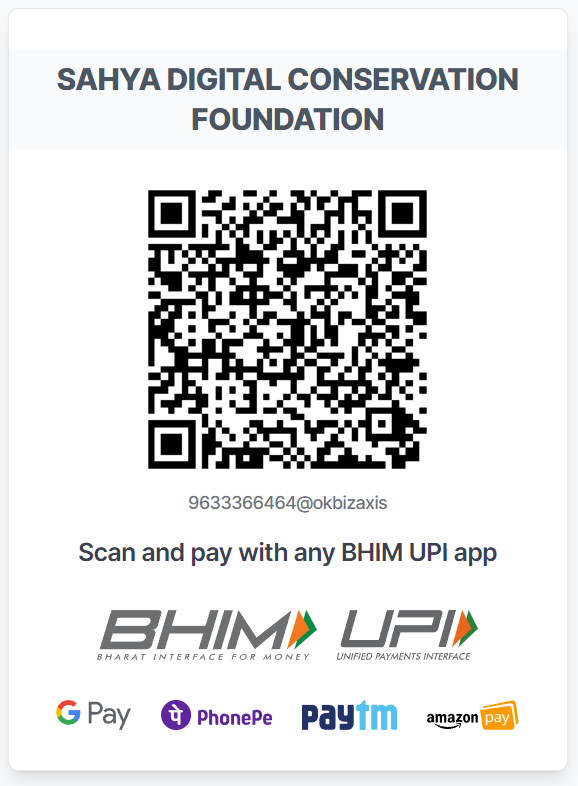 SAHYA DIGITAL CONSERVATION
FOUNDATION
9633366464@okbizaxis
Scan and pay with any BHIM UPI app
BHIM UPI
BHARAT INTERFACE FOR MONEY UNIFIED PAYMENTS INTERFACE
G Pay पे PhonePe paytm amazon pay